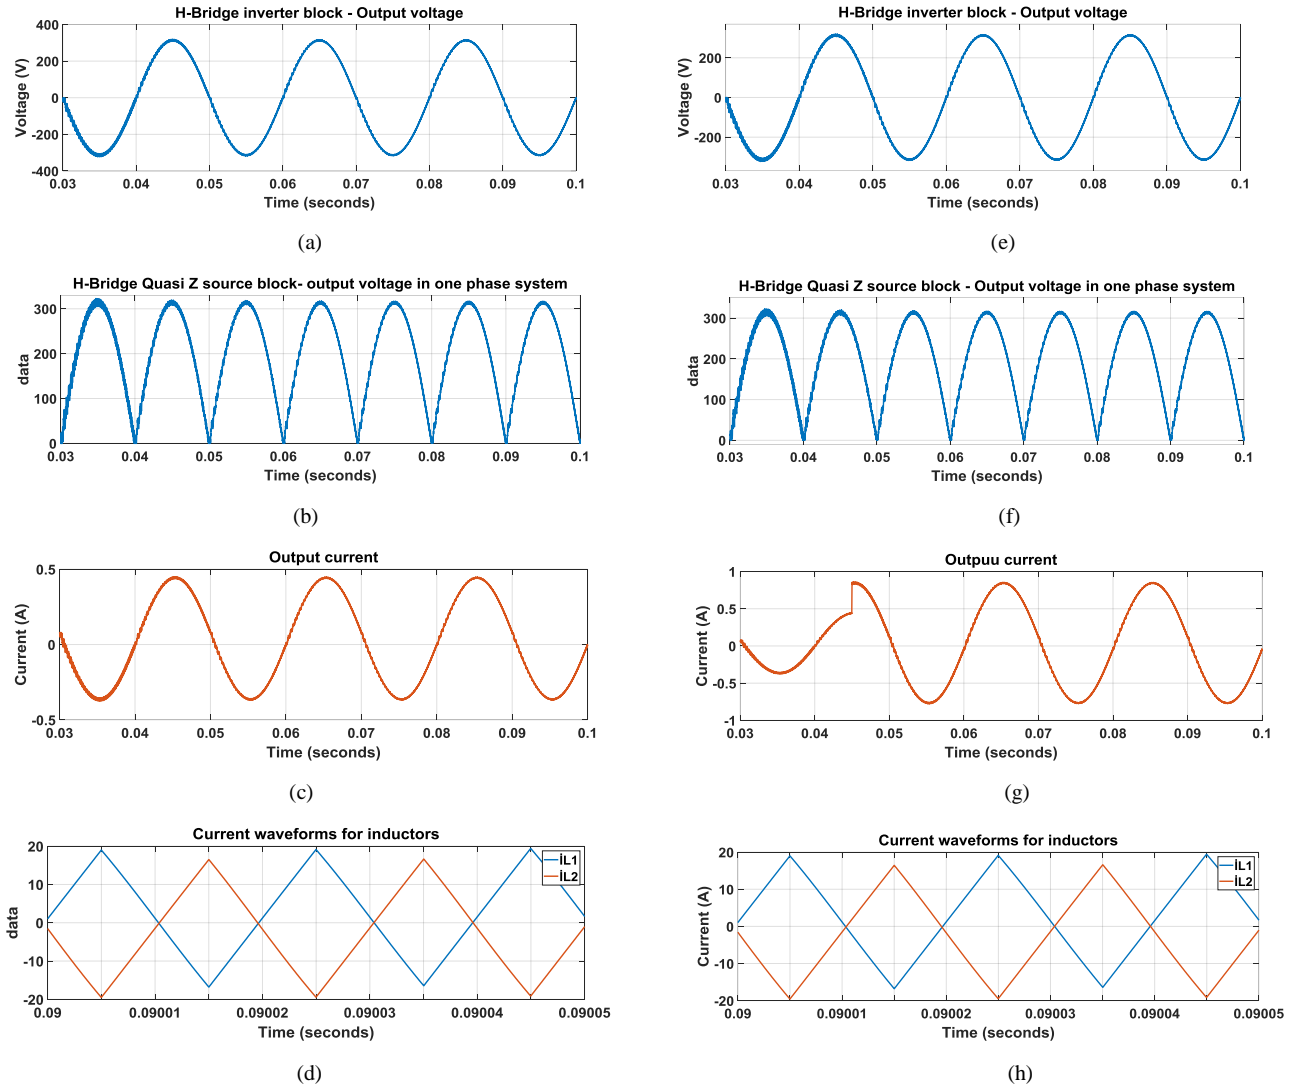 H-Bridge inverter block - Output voltage
400
200
0
-200
-400
Voltage (V)
0.03 0.04 0.05 0.06 0.07 0.08 0.09 0.1
Time (seconds)
(a)
H-Bridge inverter block - Output voltage
200
0
-200
Voltage (V)
0.03 0.04 0.05 0.06 0.07 0.08 0.09 0.1
Time (seconds)
(e)
H-Bridge Quasi Z source block- output voltage in one phase system
300
200
100
0
data
0.03 0.04 0.05 0.06 0.07 0.08 0.09 0.1
Time (seconds)
(b)
H-Bridge Quasi Z source block - Output voltage in one phase system
300
200
100
0
data
0.03 0.04 0.05 0.06 0.07 0.08 0.09 0.1
Time (seconds)
(f)
Output current
0.5
0
-0.5
Current (A)
0.03 0.04 0.05 0.06 0.07 0.08 0.09 0.1
Time (seconds)
(c)
Outpuu current
1
0.5
0
-0.5
-1
Current (A)
0.03 0.04 0.05 0.06 0.07 0.08 0.09 0.1
Time (seconds)
(g)
Current waveforms for inductors
20
10
0
-10
-20
data
İL1
İL2
0.09 0.09001 0.09002 0.09003 0.09004 0.09005
Time (seconds)
(d)
Current waveforms for inductors
20
10
0
-10
-20
Current (A)
İL1
İL2
0.09 0.09001 0.09002 0.09003 0.09004 0.09005
Time (seconds)
(h)